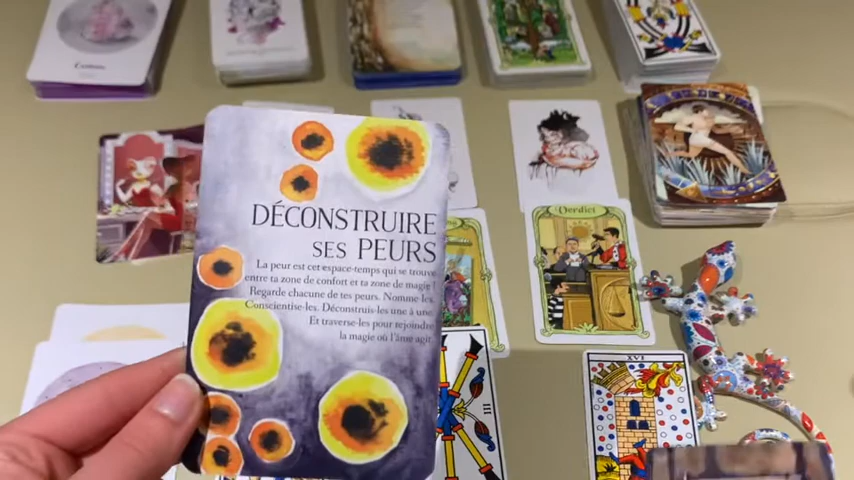 DÉCONSTRUIRE
SES PEURS
La peur est cet espace-temps qui se trouve
entre ta zone de confort et ta zone de magie !
Regarde chacune de tes peurs. Nomme-les.
Conscientise-les. Déconstruis-les une à une.
Et traverse-les pour rejoindre
la magie où l'âme agit.
Verdict
III
XVI